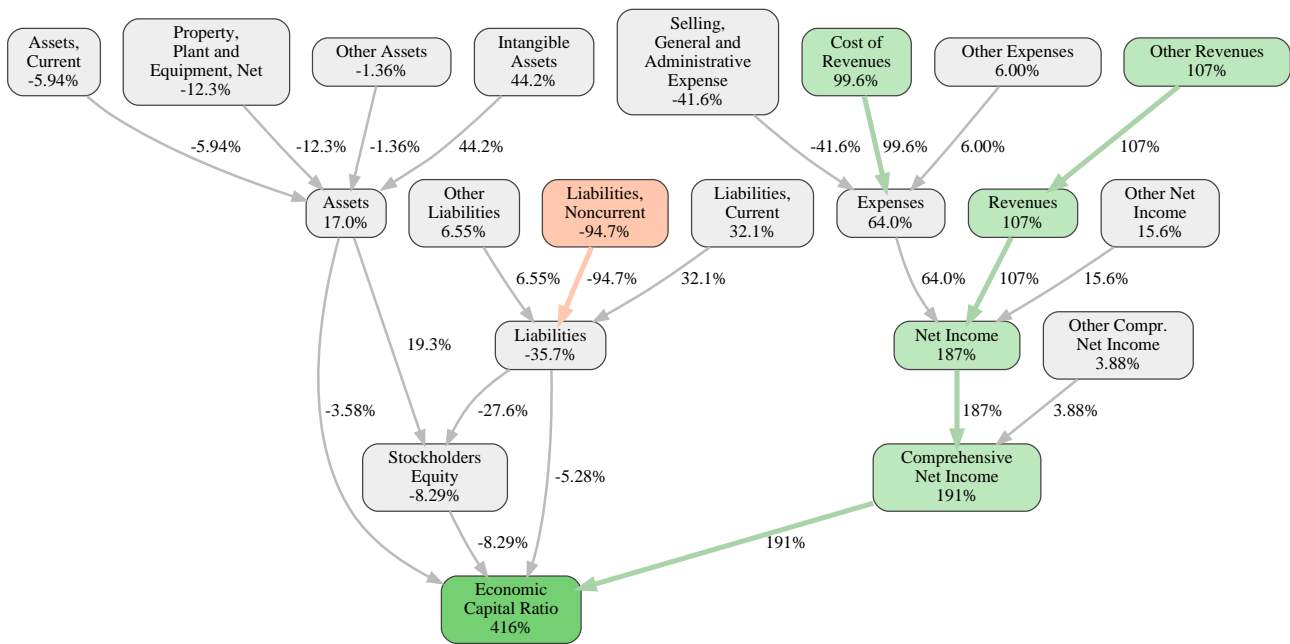 Assets,
Current
-5.94%
Property,
Plant and
Equipment, Net
-12.3%
Other Assets
-1.36%
Intangible
Assets
44.2%
Selling,
General and
Administrative
Expense
-41.6%
Cost of
Revenues
99.6%
Other Expenses
6.00%
Other Revenues
107%
-5.94%
-12.3%
-1.36%
44.2%
-41.6%
99.6%
6.00%
107%
Assets
17.0%
Other
Liabilities
6.55%
Liabilities,
Noncurrent
-94.7%
Liabilities,
Current
32.1%
Expenses
64.0%
Revenues
107%
Other Net
Income
15.6%
6.55%
-94.7%
32.1%
64.0%
107%
15.6%
Liabilities
-35.7%
Net Income
187%
Other Compr.
Net Income
3.88%
19.3%
-3.58%
-27.6%
187%
3.88%
Stockholders
Equity
-8.29%
-5.28%
Comprehensive
Net Income
191%
-8.29%
191%
Economic
Capital Ratio
416%